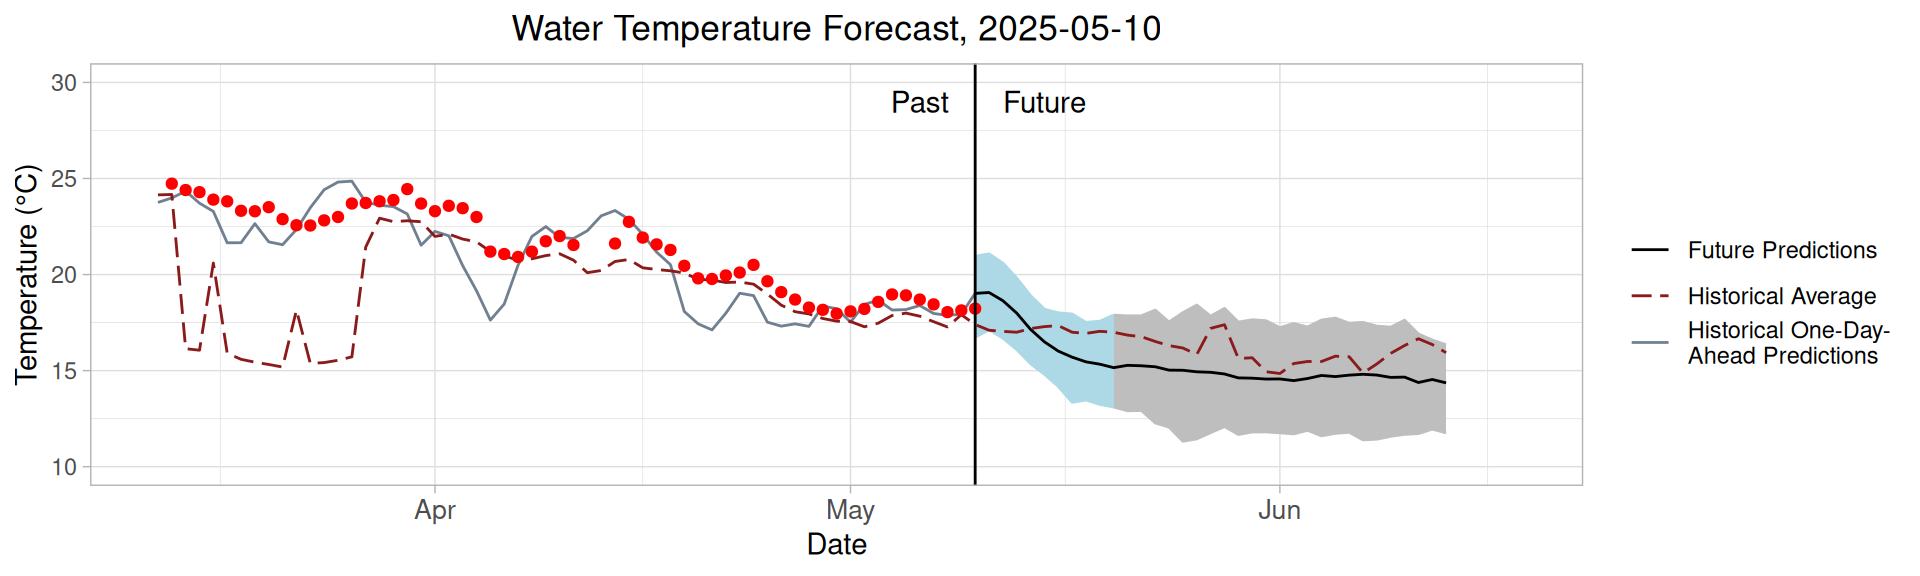 Water Temperature Forecast, 2025-05-10
30
25
20
15
10
Temperature (°C)
Past
Future
Apr
May
Jun
Date
Future Predictions
Historical Average
Historical One-Day-
Ahead Predictions